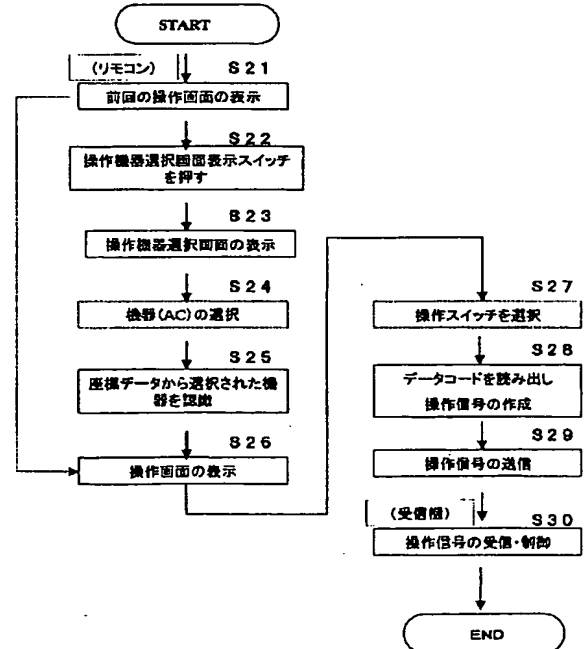 START
(リモコン)
S21
前回の操作画面の表示
S22
操作機器選択画面表示スイッチ
を押す
S23
操作機器選択画面の表示
S24
機器(AC)の選択
S25
座標データから選択された機
器を認識
S26
操作画面の表示
S27
操作スイッチを選択
S28
データコードを読み出し
操作信号の作成
S29
操作信号の送信
(受信機)
S30
操作信号の受信・制御
END